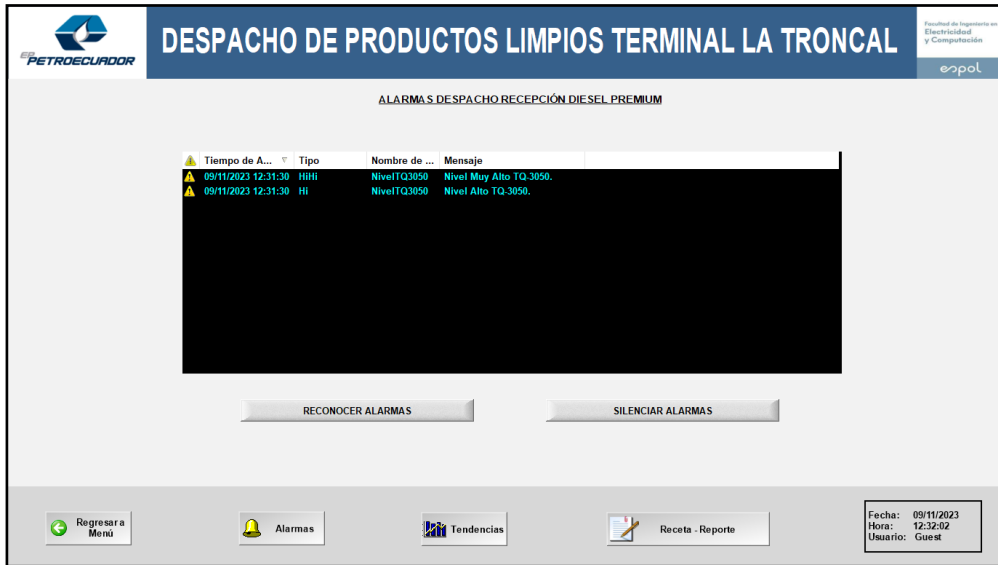 EP PETROECUADOR
DESPACHO DE PRODUCTOS LIMPIOS TERMINAL LA TRONCAL
Facultad de Ingeniería en
Electricidad
y Computación
espol
ALARMAS DESPACHO RECEPCIÓN DIESEL PREMIUM
Tiempo de A... Tipo Nombre de ... Mensaje
09/11/2023 12:31:30 HiHi NivelTQ3050 Nivel Muy Alto TQ-3050.
09/11/2023 12:31:30 Hi NivelTQ3050 Nivel Alto TQ-3050.
RECONOCER ALARMAS SILENCIAR ALARMAS
Regresar a
Menú
Alarmas
Tendencias
Receta - Reporte
Fecha: 09/11/2023
Hora: 12:32:02
Usuario: Guest